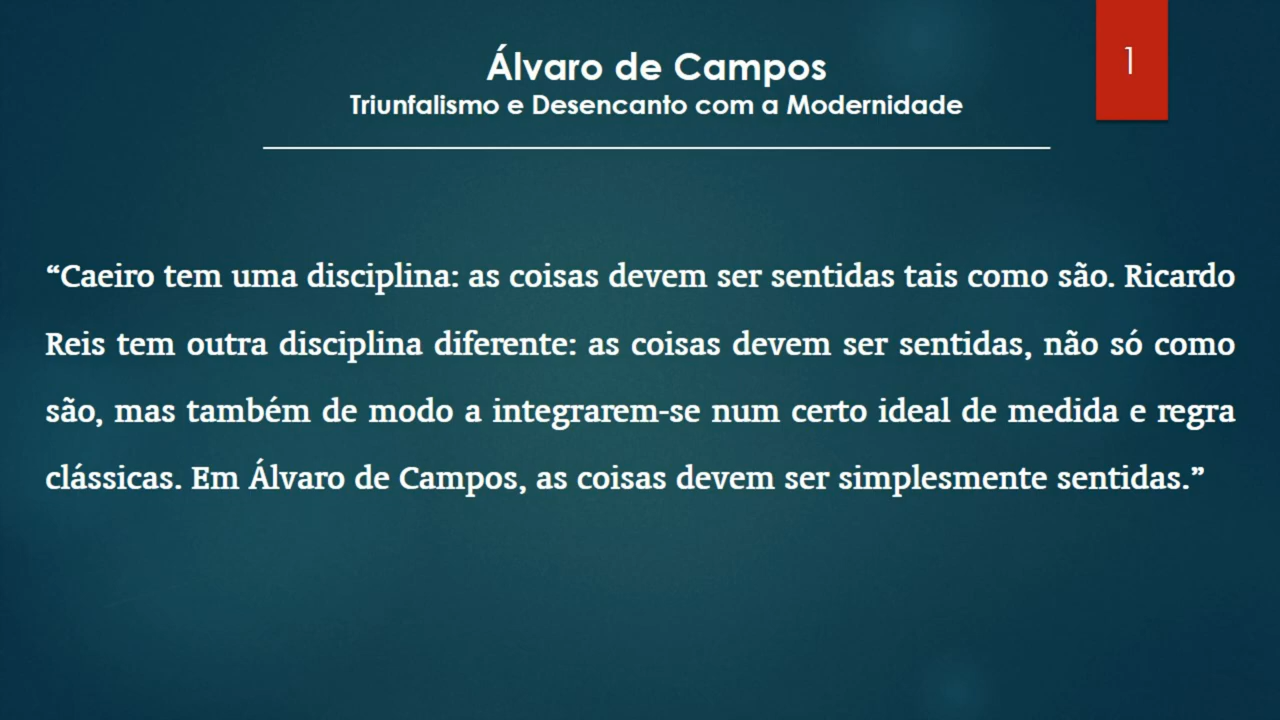 Álvaro de Campos
1
Triunfalismo e Desencanto com a Modernidade
“Caeiro tem uma disciplina: as coisas devem ser sentidas tais como são. Ricardo
Reis tem outra disciplina diferente: as coisas devem ser sentidas, não só como
são, mas também de modo a integrarem-se num certo ideal de medida e regra
clássicas. Em Álvaro de Campos, as coisas devem ser simplesmente sentidas.”